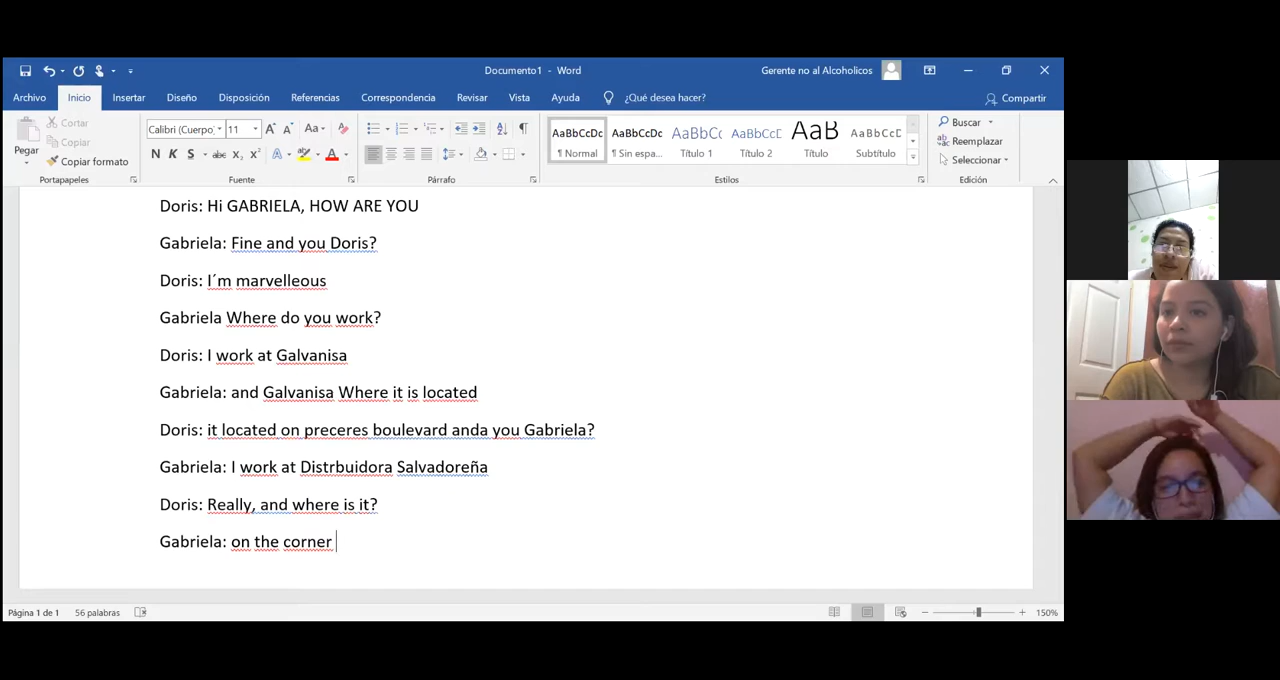 Documento1 - Word
Gerente no al Alcoholicos
Archivo Inicio Insertar Diseño Disposición Referencias Correspondencia Revisar Vista Ayuda ¿Qué desea hacer? Compartir
Pegar
Cortar
Copiar
Copiar formato
Portapapeles
Calibri (Cuerpo 11
Aa
N K S abc X₂ X² A A
Fuente
Párrafo
AaBbCcDc AaBbCcDc AaBbCc AaBbCcD AaB AaBbCcD
¶ Normal ¶ Sin espa... Título 1 Título 2 Título Subtítulo
Estilos
Buscar
Reemplazar
Seleccionar
Edición
Doris: Hi GABRIELA, HOW ARE YOU
Gabriela: Fine and you Doris?
Doris: I´m marvelleous
Gabriela Where do you work?
Doris: I work at Galvanisa
Gabriela: and Galvanisa Where it is located
Doris: it located on preceres boulevard anda you Gabriela?
Gabriela: I work at Distrbuidora Salvadoreña
Doris: Really, and where is it?
Gabriela: on the corner
Página 1 de 1 56 palabras
150%